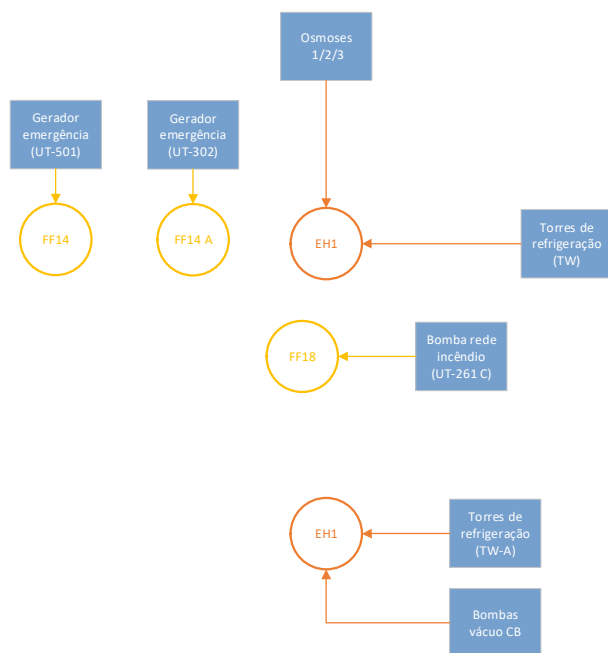 Osmoses
1/2/3
Gerador
emergência
(UT-501)
Gerador
emergência
(UT-302)
FF14
FF14 A
EH1
Torres de
refrigeração
(TW)
FF18
Bomba rede
incêndio
(UT-261 C)
EH1
Torres de
refrigeração
(TW-A)
Bombas
vácuo CB